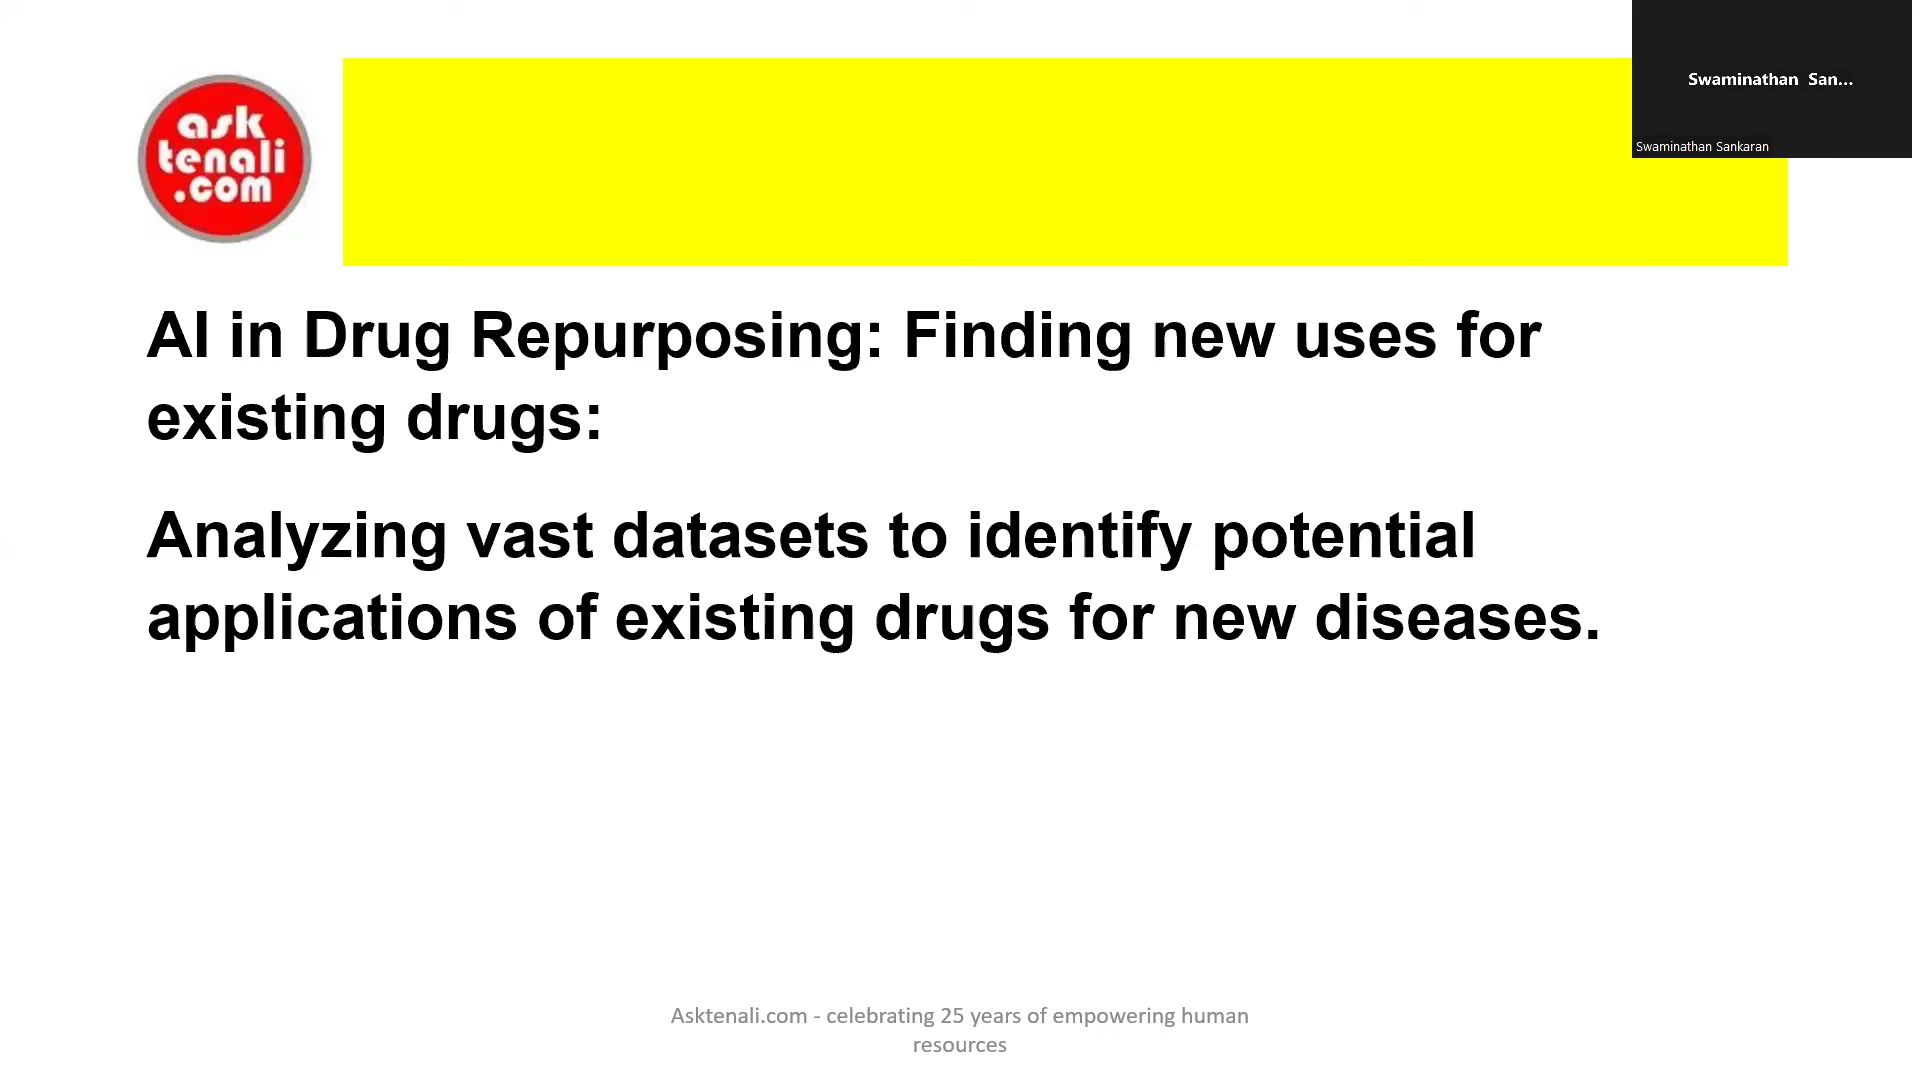 Swaminathan San...
Swaminathan Sankaran
ask
tenali
.com
AI in Drug Repurposing: Finding new uses for
existing drugs:
Analyzing vast datasets to identify potential
applications of existing drugs for new diseases.
Asktenali.com - celebrating 25 years of empowering human
resources